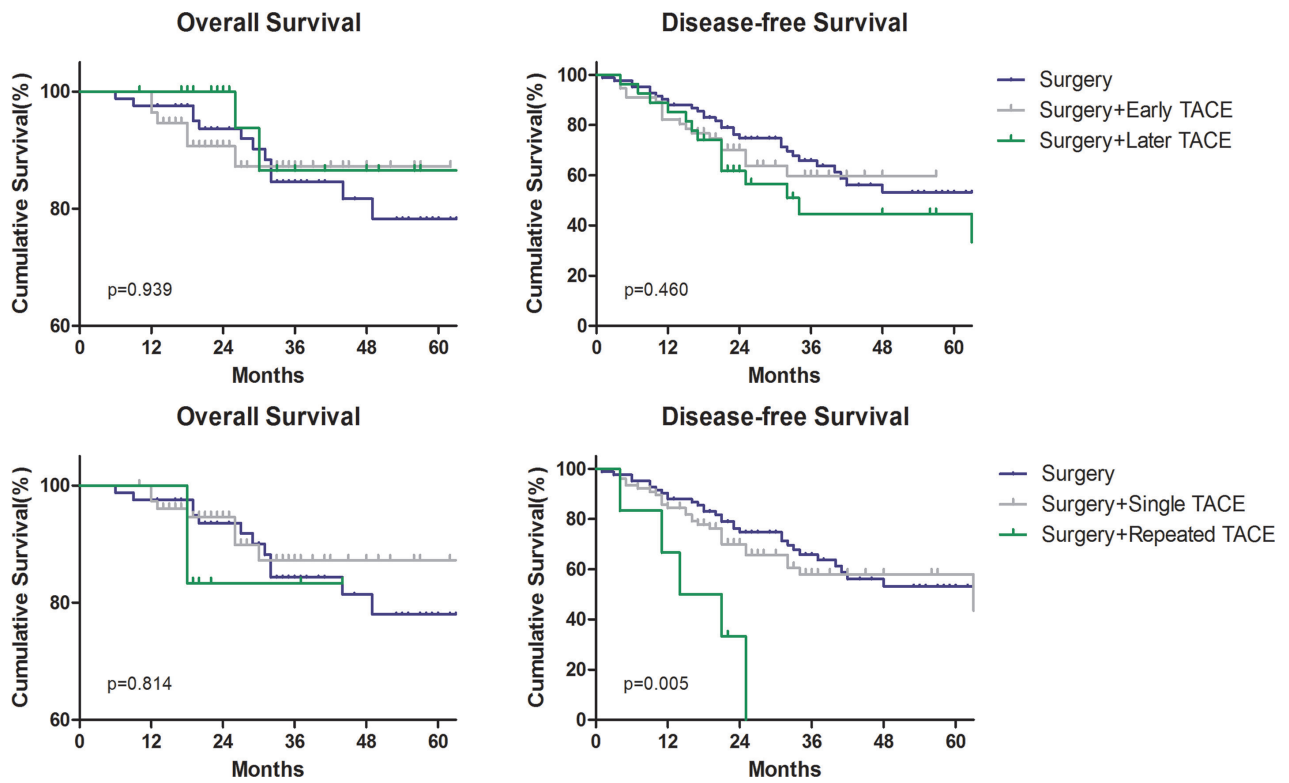 Overall Survival
Cumulative Survival(%)
100
80
60
p=0.939
0 12 24 36 48 60
Months
Disease-free Survival
Cumulative Survival(%)
100
80
60
40
20
0
p=0.460
0 12 24 36 48 60
Months
Surgery
Surgery+Early TACE
Surgery+Later TACE
Overall Survival
Cumulative Survival(%)
100
80
60
p=0.814
0 12 24 36 48 60
Months
Disease-free Survival
Cumulative Survival(%)
100
80
60
40
20
0
p=0.005
0 12 24 36 48 60
Months
Surgery
Surgery+Single TACE
Surgery+Repeated TACE